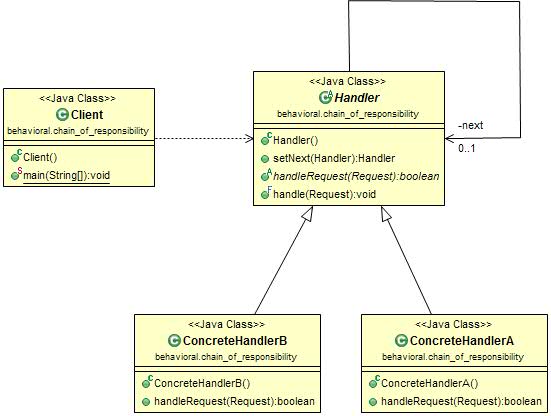 <<Java Class>>
Handler
behavioral.chain_of_responsibility
Handler()
setNext(Handler):Handler
handleRequest(Request):boolean
handle(Request):void
-next
0..1
<<Java Class>>
Client
behavioral.chain_of_responsibility
Client()
main(String[]):void
<<Java Class>>
ConcreteHandlerB
behavioral.chain_of_responsibility
ConcreteHandlerB()
handleRequest(Request):boolean
<<Java Class>>
ConcreteHandlerA
behavioral.chain_of_responsibility
ConcreteHandlerA()
handleRequest(Request):boolean